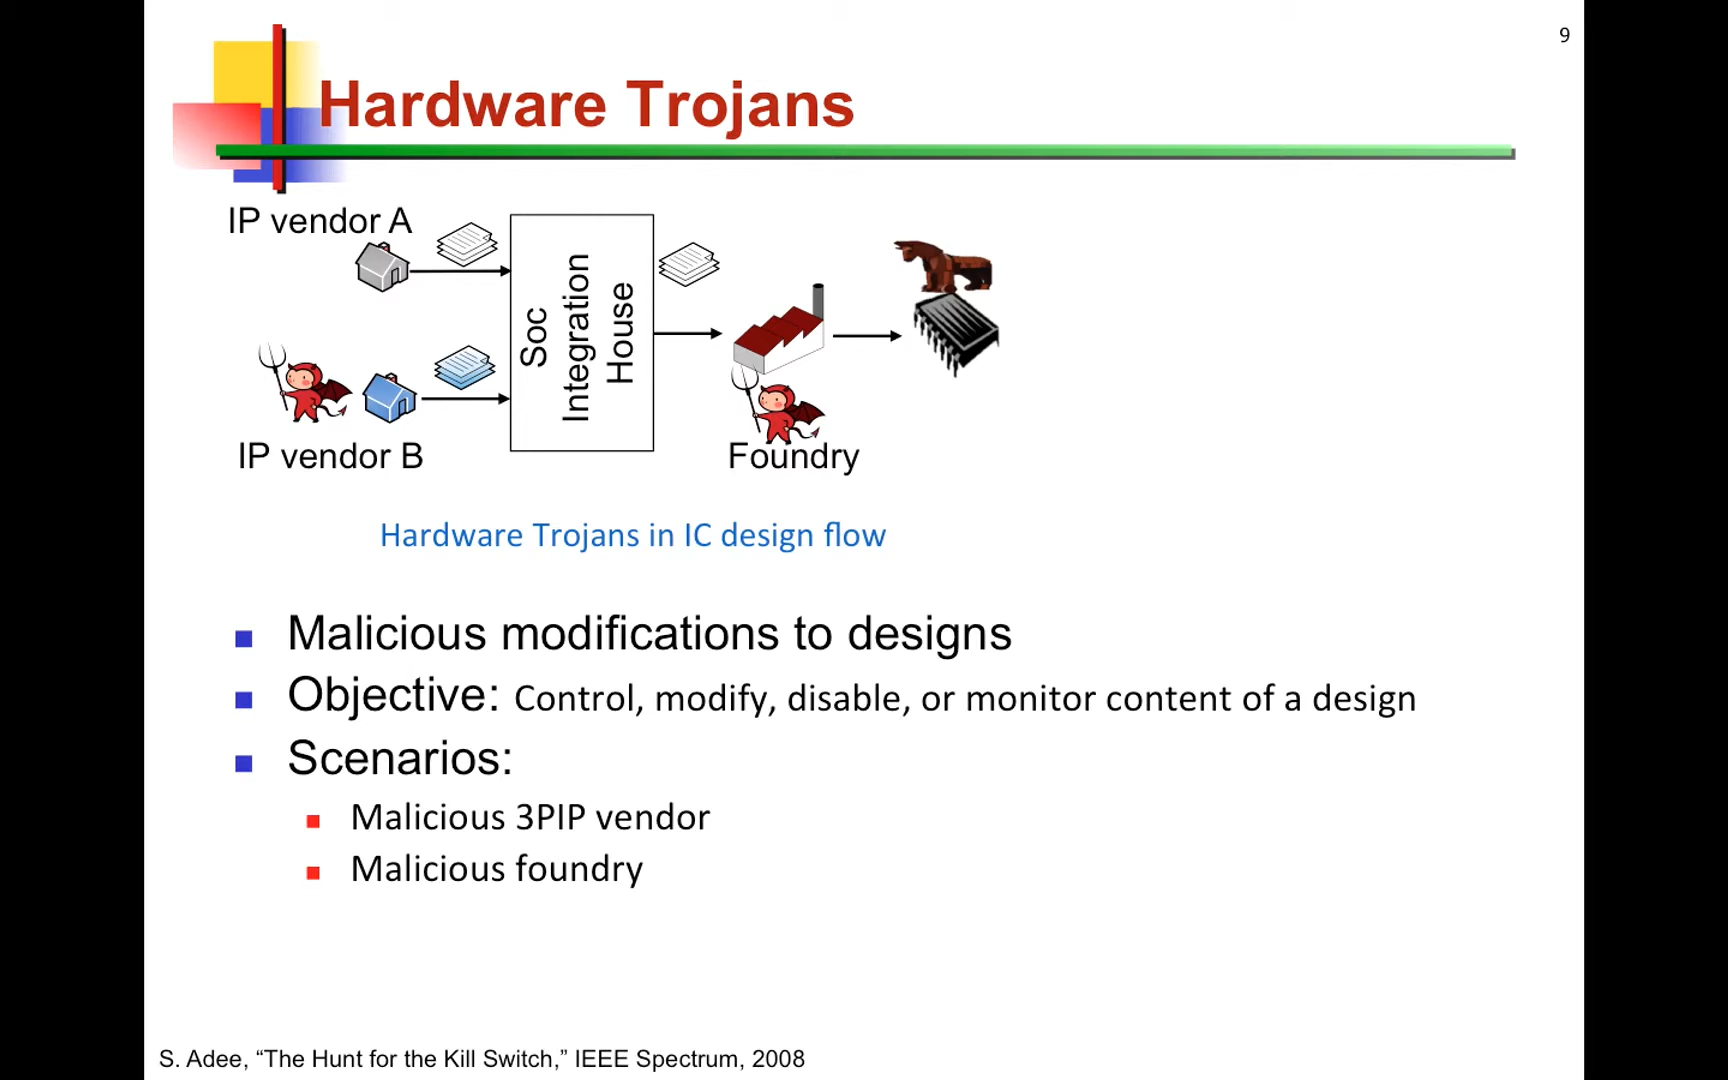 9
Hardware Trojans
IP vendor A
Soc
Integration
House
IP vendor B
Foundry
Hardware Trojans in IC design flow
Malicious modifications to designs
Objective: Control, modify, disable, or monitor content of a design
Scenarios:
Malicious 3PIP vendor
Malicious foundry
S. Adee, “The Hunt for the Kill Switch,” IEEE Spectrum, 2008